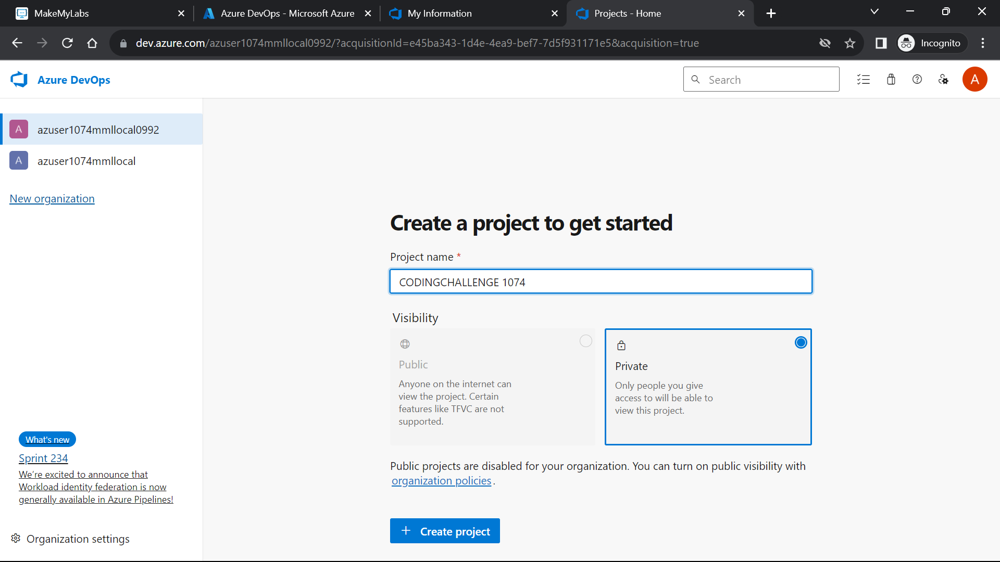 MakeMyLabs
Azure DevOps - Microsoft Azure
My Information
Projects - Home
dev.azure.com/azuser1074mmllocal0992/?acquisitionId=e45ba343-1d4e-4ea9-bef7-7d5f931171e5&acquisition=true
Incognito
Azure DevOps
Search
A
A azuser1074mmllocal0992
A azuser1074mmllocal
New organization
Create a project to get started
Project name *
CODINGCHALLENGE 1074
Visibility
Public
Anyone on the internet can
view the project. Certain
features like TFVC are not
supported.
Private
Only people you give
access to will be able to
view this project.
Public projects are disabled for your organization. You can turn on public visibility with
organization policies.
+ Create project
What's new
Sprint 234
We're excited to announce that
Workload identity federation is now
generally available in Azure Pipelines!
Organization settings